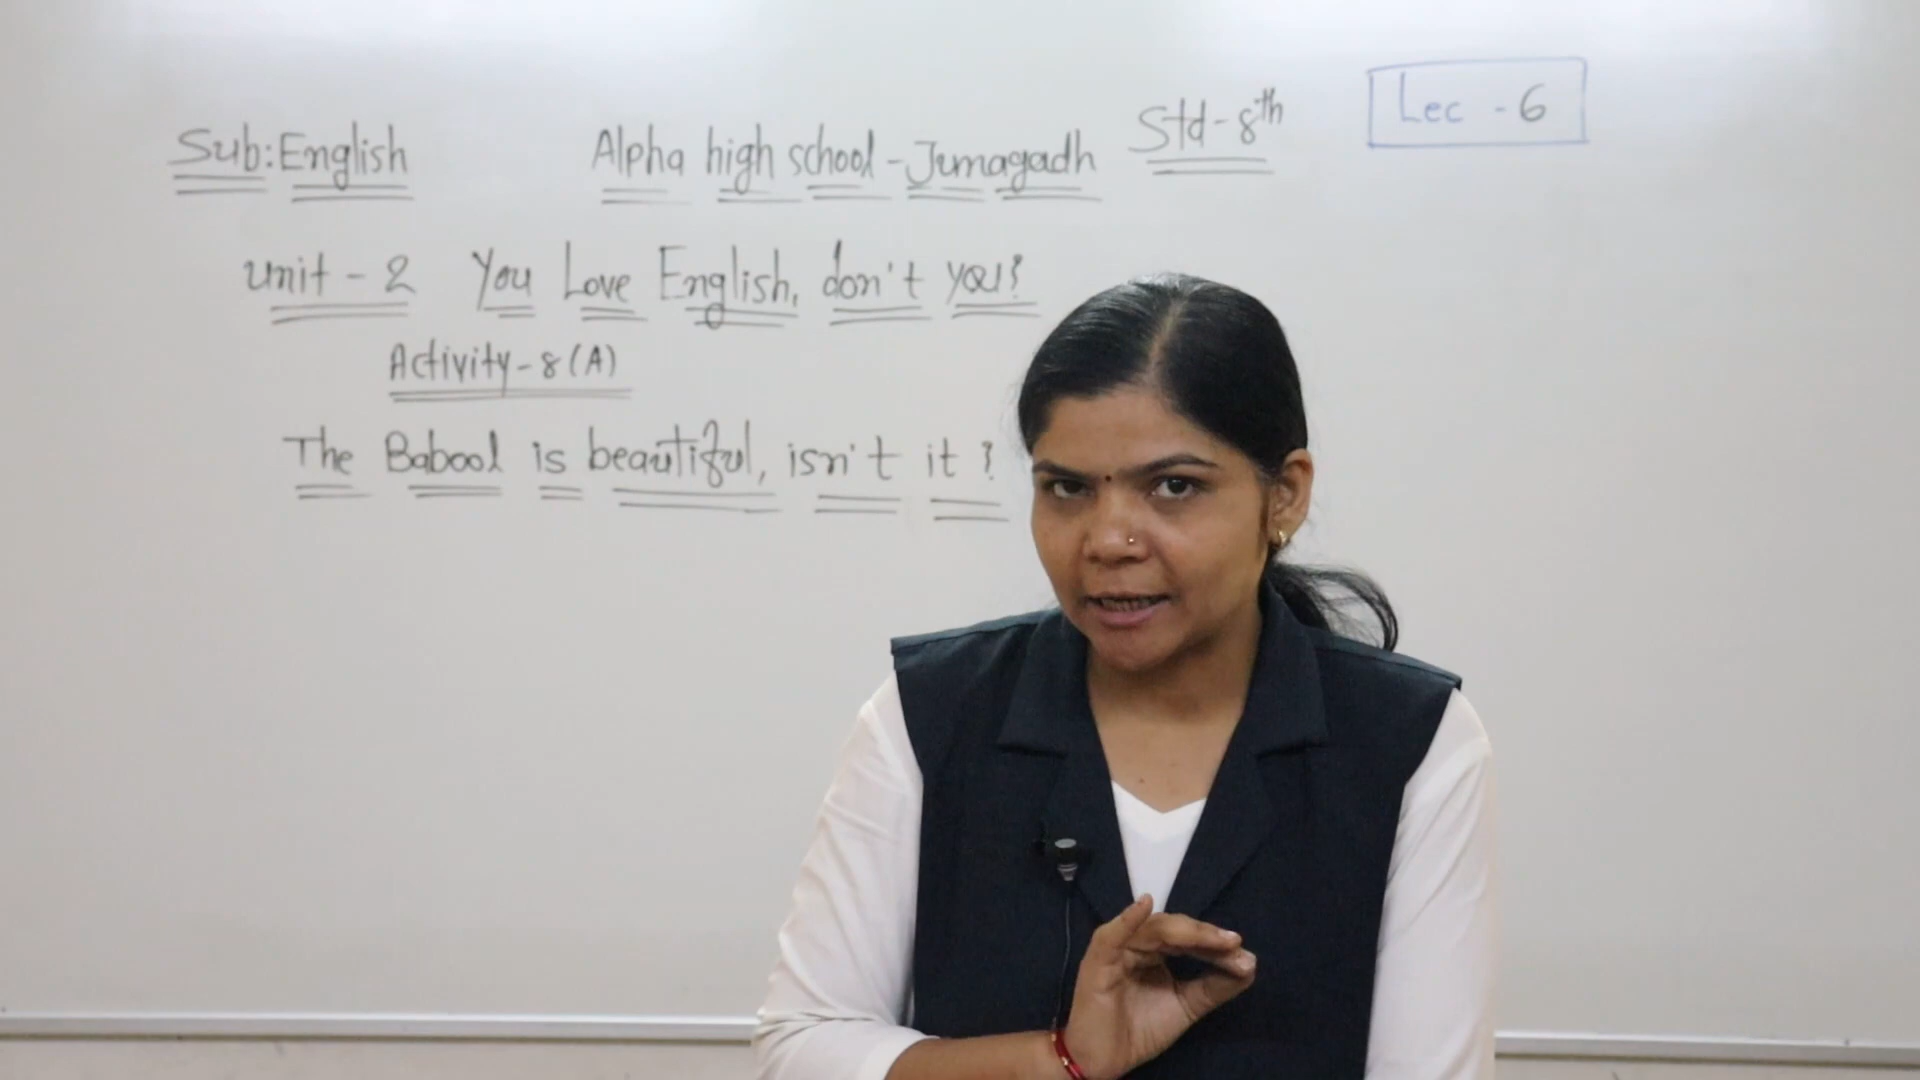 Sub: English Alpha high school - Junagadh Std - 8th Lec - 6
Unit - 2 You Love English, don't you?
Activity - 8 (A)
The Babool is beautiful, isn't it?